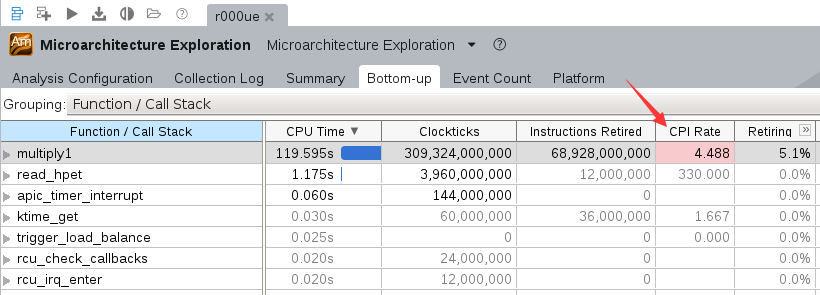 r000ue ×
Am Microarchitecture Exploration Microarchitecture Exploration
Analysis Configuration Collection Log Summary Bottom-up Event Count Platform
Grouping: Function / Call Stack
Function / Call Stack CPU Time Clockticks Instructions Retired CPI Rate Retiring »
multiply1 119.595s 309,324,000,000 68,928,000,000 4.488 5.1%
read_hpet 1.175s 3,960,000,000 12,000,000 330.000 0.0%
apic_timer_interrupt 0.060s 144,000,000 0 0.0%
ktime_get 0.030s 60,000,000 36,000,000 1.667 0.0%
trigger_load_balance 0.025s 0 0 0.000 0.0%
rcu_check_callbacks 0.020s 24,000,000 0 0.0%
rcu_irq_enter 0.020s 12,000,000 0 0.0%